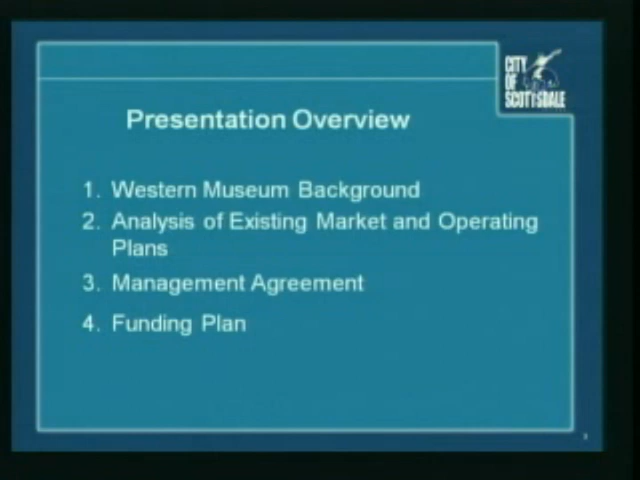 CITY
OF
SCOTTSDALE
Presentation Overview
1. Western Museum Background
2. Analysis of Existing Market and Operating
Plans
3. Management Agreement
4. Funding Plan